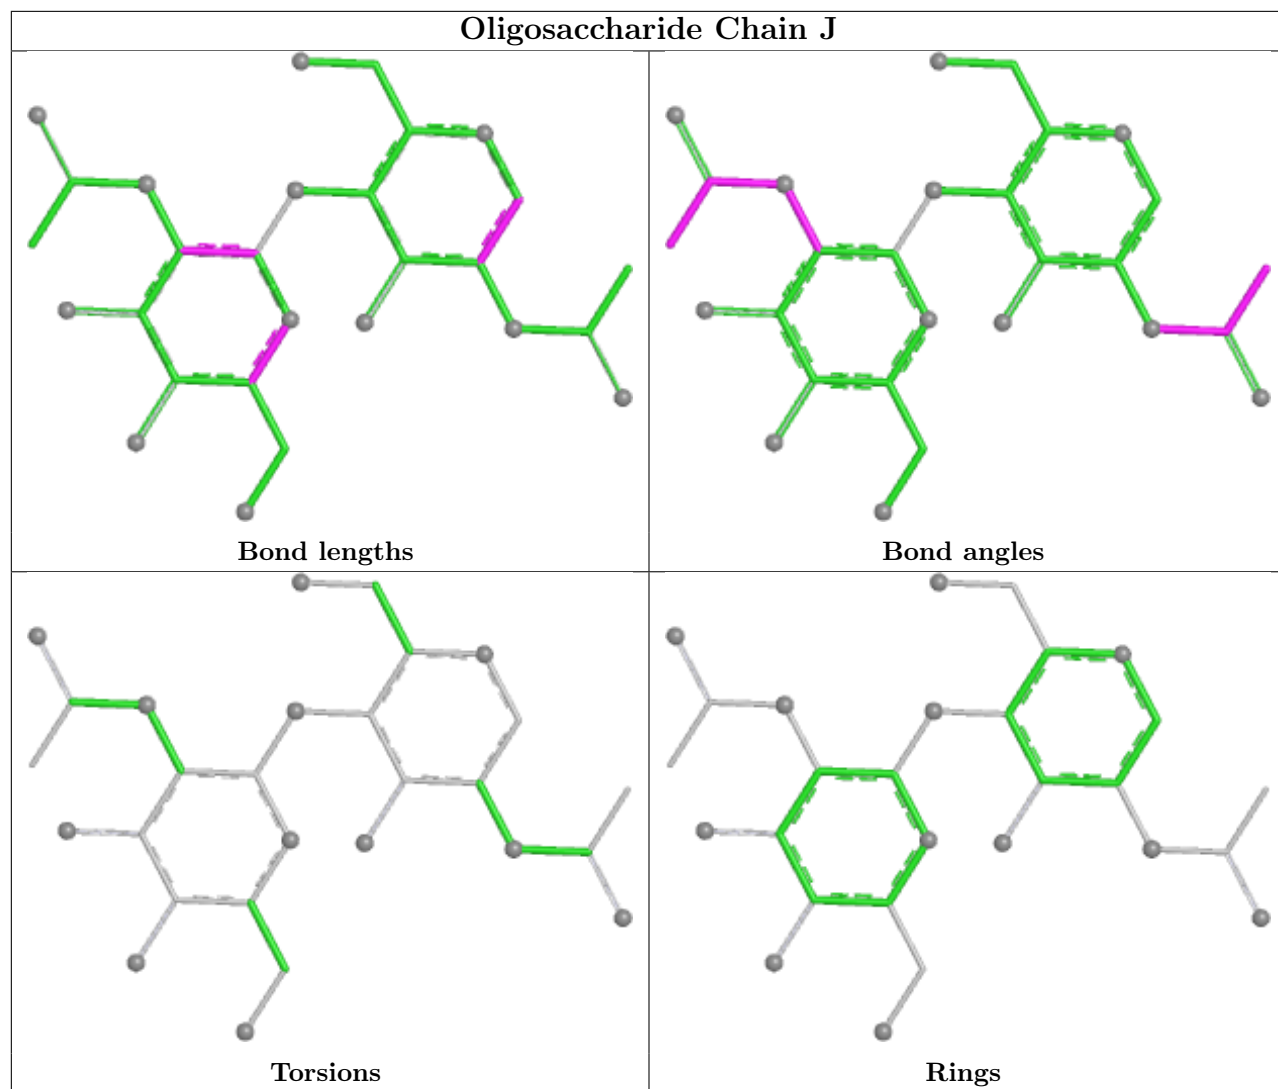 Oligosaccharide Chain J
Bond lengths
Bond angles
Torsions
Rings